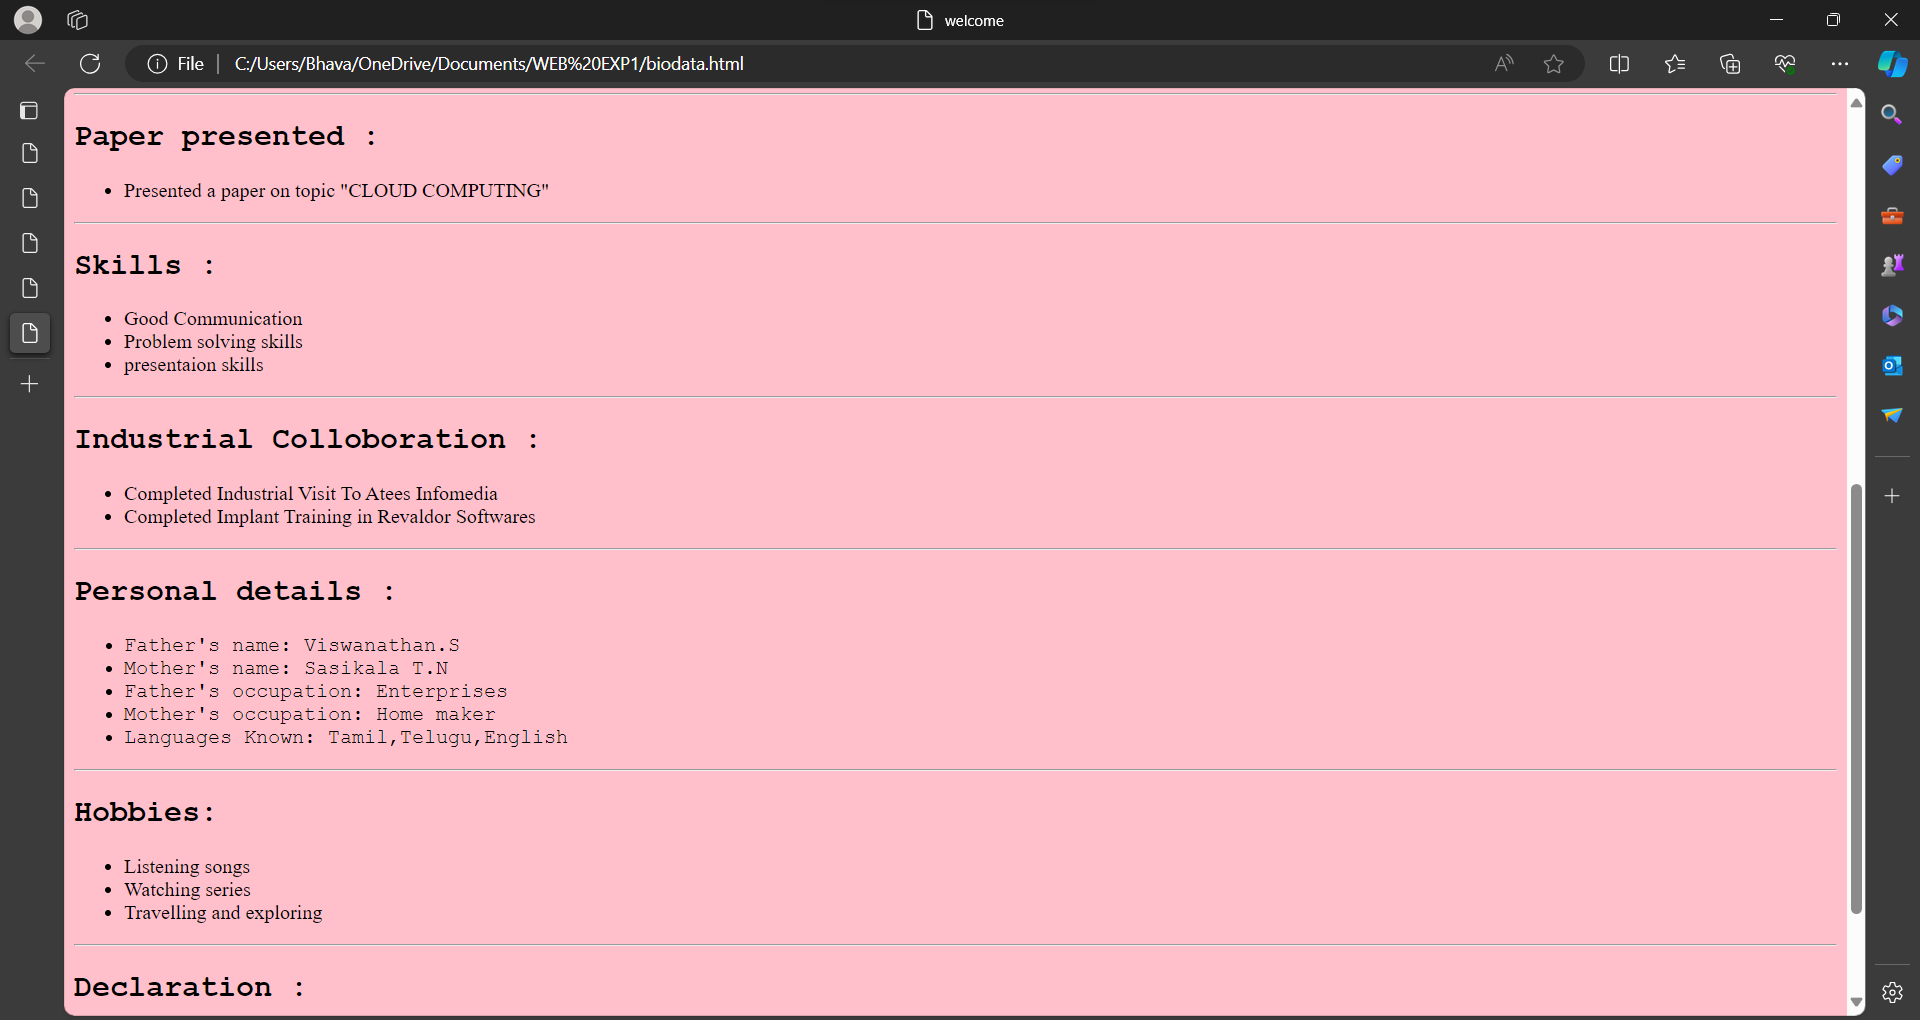 welcome
File
C:/Users/Bhava/OneDrive/Documents/WEB%20EXP1/biodata.html
Paper presented :
Presented a paper on topic "CLOUD COMPUTING"
Skills :
Good Communication
Problem solving skills
presentaion skills
Industrial Colloboration :
Completed Industrial Visit To Atees Infomedia
Completed Implant Training in Revaldor Softwares
Personal details :
Father's name: Viswanathan.S
Mother's name: Sasikala T.N
Father's occupation: Enterprises
Mother's occupation: Home maker
Languages Known: Tamil,Telugu,English
Hobbies:
Listening songs
Watching series
Travelling and exploring
Declaration :